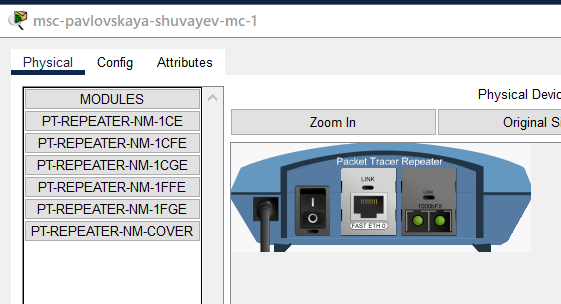 msc-pavlovskaya-shuvayev-mc-1
Physical Config Attributes
MODULES
PT-REPEATER-NM-1CE
PT-REPEATER-NM-1CFE
PT-REPEATER-NM-1CGE
PT-REPEATER-NM-1FFE
PT-REPEATER-NM-1FGE
PT-REPEATER-NM-COVER
Physical Devic
Zoom In Original Si
Packet Tracer Repeater
LINK
FAST ETH 0
LINK
1000bFX